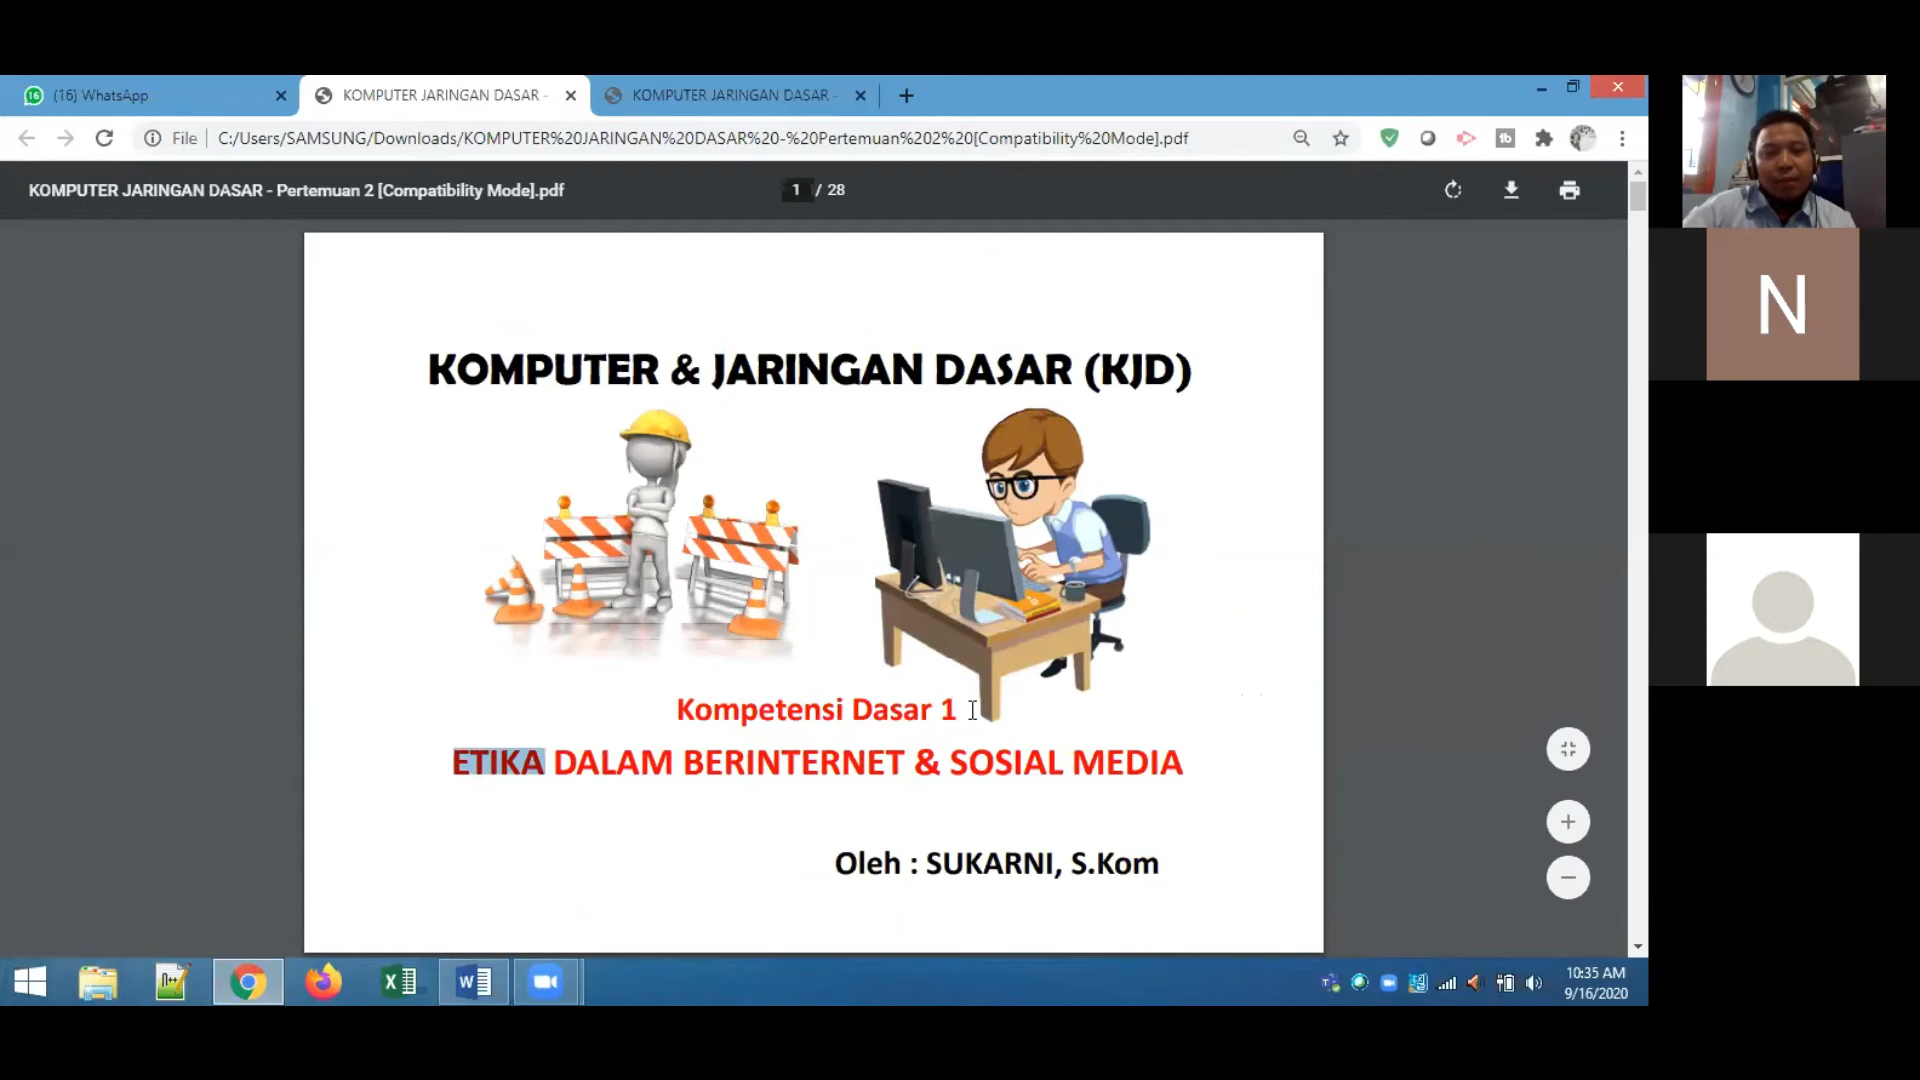 (16) WhatsApp
KOMPUTER JARINGAN DASAR -
KOMPUTER JARINGAN DASAR -
File
C:/Users/SAMSUNG/Downloads/KOMPUTER%20JARINGAN%20DASAR%20-%20Pertemuan%202%20[Compatibility%20Mode].pdf
KOMPUTER JARINGAN DASAR - Pertemuan 2 [Compatibility Mode].pdf
1 / 28
KOMPUTER & JARINGAN DASAR (KJD)
Kompetensi Dasar 1
ETIKA DALAM BERINTERNET & SOSIAL MEDIA
Oleh : SUKARNI, S.Kom
N
10:35 AM
9/16/2020